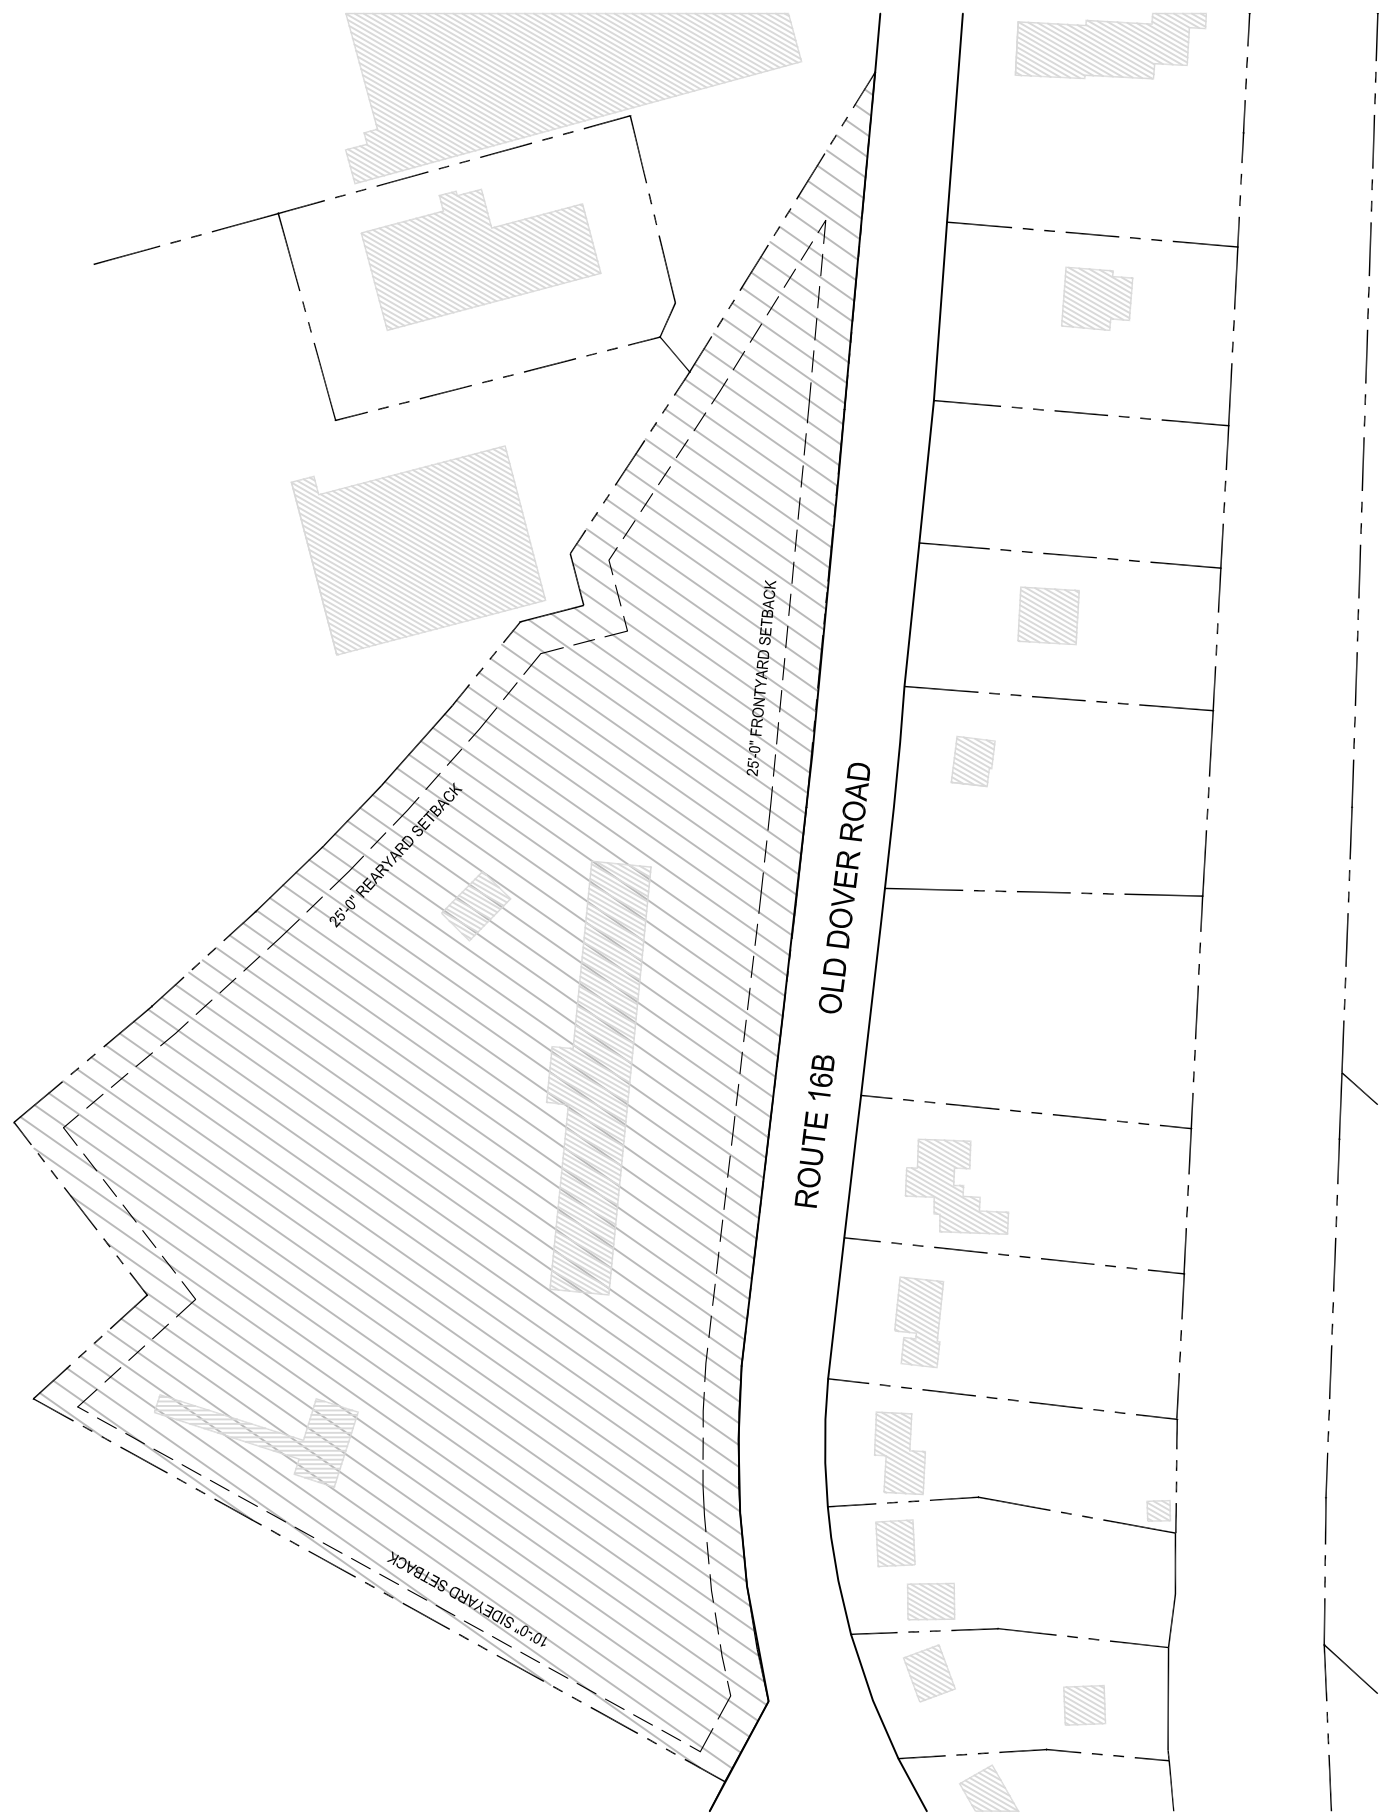 25'-0" FRONTYARD SETBACK
25'-0" REARYARD SETBACK
ROUTE 16B OLD DOVER ROAD
10'-0" SIDEYARD SETBACK